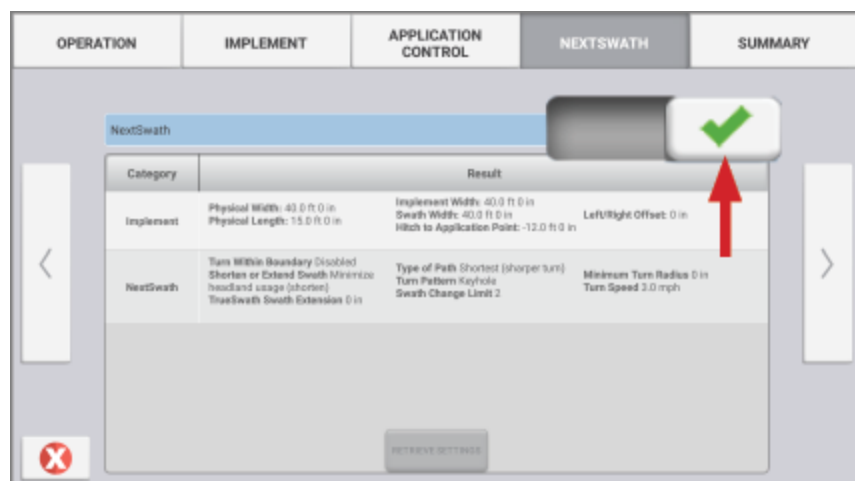 OPERATION
IMPLEMENT
APPLICATION
CONTROL
NEXTSWATH
SUMMARY
NextSwath
Category
Result
Implement
Physical Width: 40.0 ft 0 in
Physical Length: 15.0 ft 0 in
Implement Width: 40.0 ft 0 in
Swath Width: 40.0 ft 0 in
Hitch to Application Point: -12.0 ft 0 in
Left/Right Offset: 0 in
NextSwath
Turn Within Boundary Disabled
Shorten or Extend Swath Minimize
headland usage (shorten)
TrueSwath Swath Extension 0 in
Type of Path Shortest (sharper turn)
Turn Pattern Keyhole
Swath Change Limit 2
Minimum Turn Radius 0 in
Turn Speed 3.0 mph
RETRIEVE SETTINGS